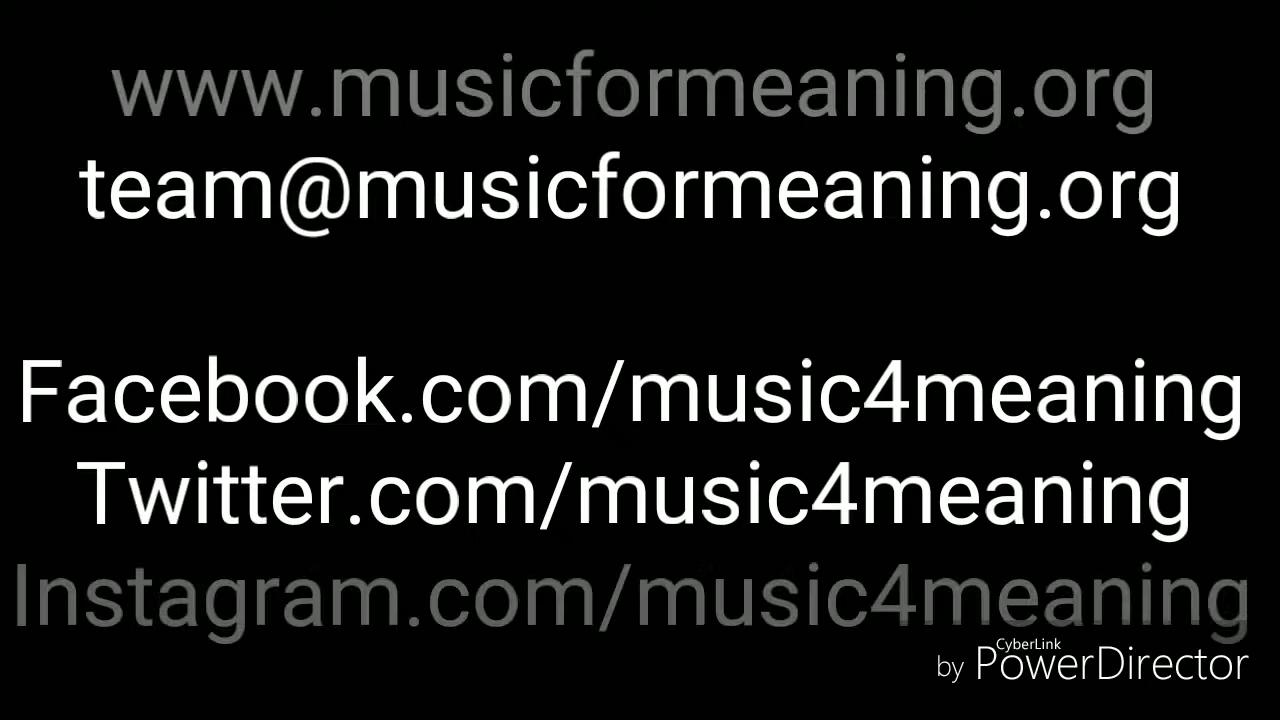 www.musicformeaning.org
team@musicformeaning.org
Facebook.com/music4meaning
Twitter.com/music4meaning
Instagram.com/music4meaning
CyberLink
by PowerDirector